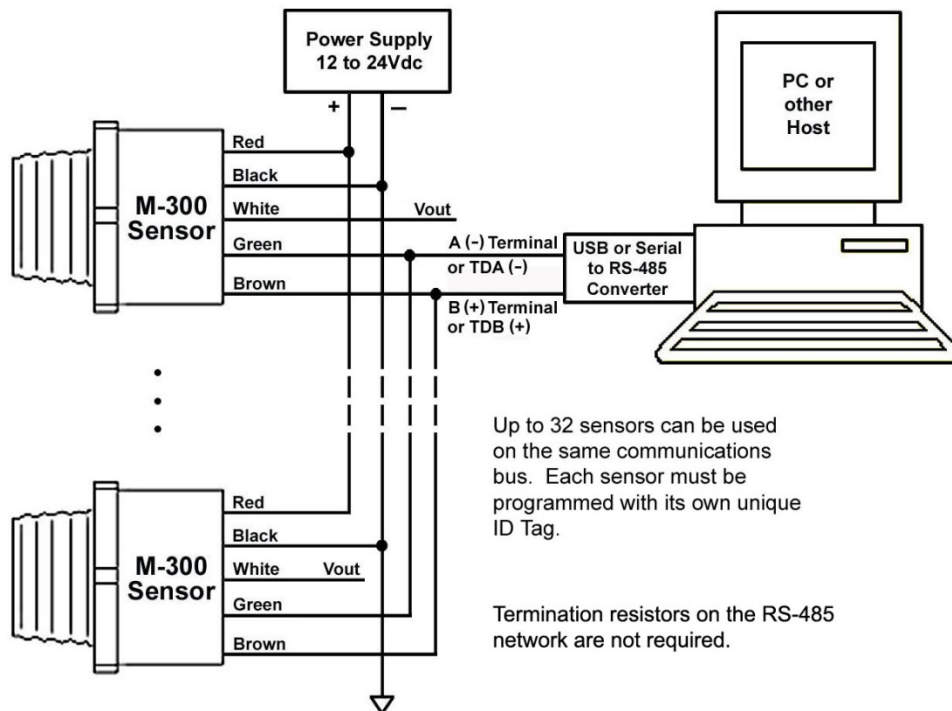 Power Supply
12 to 24Vdc
+
–
PC or
other
Host
M-300
Sensor
Red
Black
White
Vout
Green
Brown
A (–) Terminal
or TDA (–)
B (+) Terminal
or TDB (+)
USB or Serial
to RS-485
Converter
Up to 32 sensors can be used
on the same communications
bus. Each sensor must be
programmed with its own unique
ID Tag.
M-300
Sensor
Red
Black
White
Vout
Green
Brown
Termination resistors on the RS-485
network are not required.